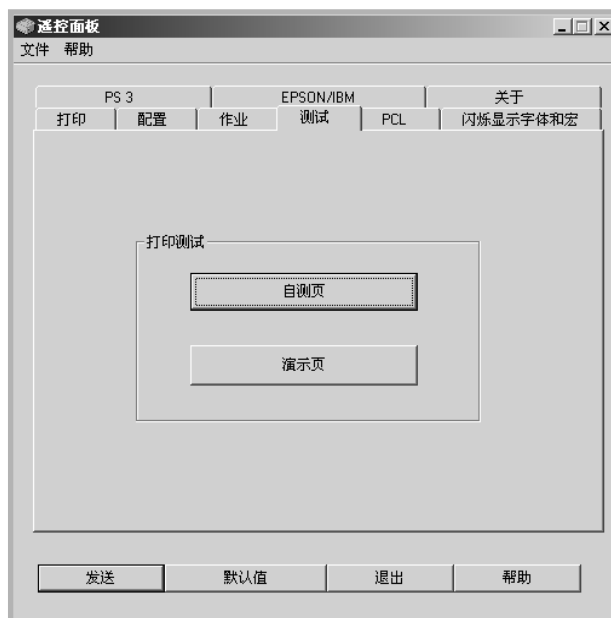 遥控面板
文件 帮助
PS 3 EPSON/IBM 关于
打印 配置 作业 测试 PCL 闪烁显示字体和宏
打印测试
自测页
演示页
发送 默认值 退出 帮助